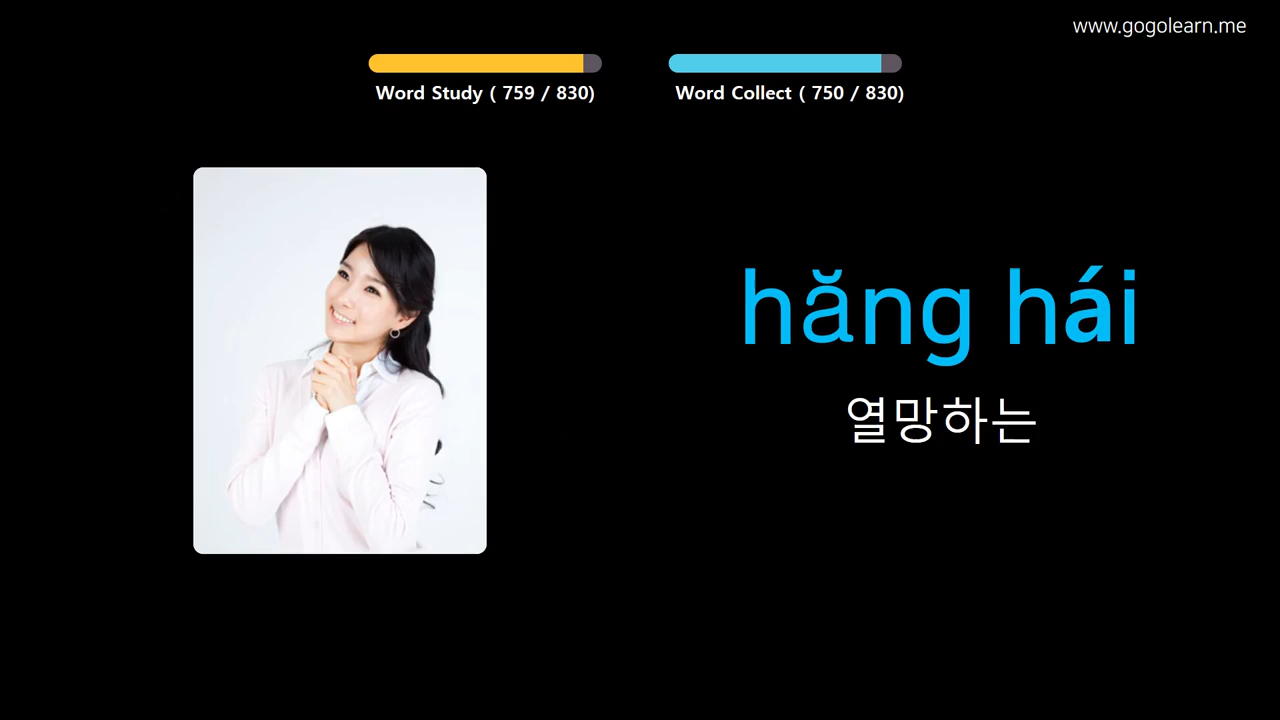 www.gogolearn.me
Word Study ( 759 / 830)
Word Collect ( 750 / 830)
hăng hái
열망하는